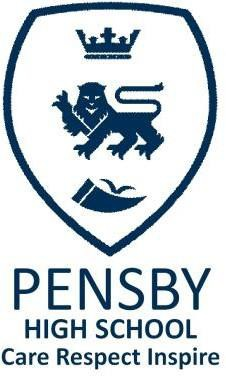 PENSBY
HIGH SCHOOL
Care Respect Inspire